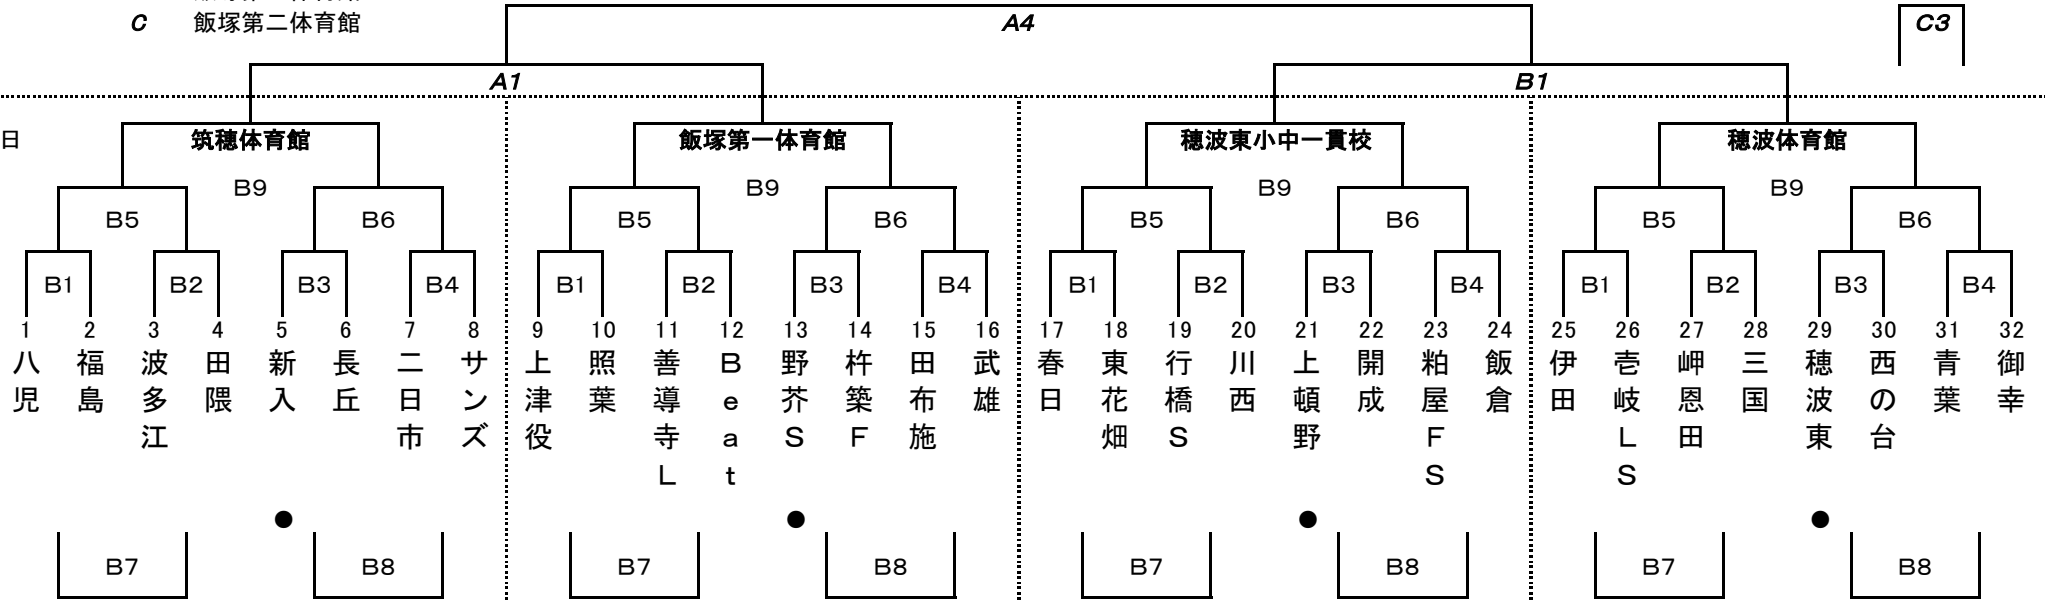 C 飯塚第二体育館
A4
C3
A1
B1
日
筑穂体育館
飯塚第一体育館
穂波東小中一貫校
穂波体育館
B9 B9 B9 B9
B5 B6 B5 B6 B5 B6 B5 B6
B1 B2 B3 B4 B1 B2 B3 B4 B1 B2 B3 B4 B1 B2 B3 B4
1 2 3 4 5 6 7 8 9 10 11 12 13 14 15 16 17 18 19 20 21 22 23 24 25 26 27 28 29 30 31 32
八児
福島
波多江
田隈
新入
長丘
二日市
サンズ
上津役
照葉
善導寺L
Beat
野芥S
杵築F
田布施
武雄
春日
東花畑
行橋S
川西
上頓野
開成
粕屋FS
飯倉
伊田
壱岐LS
岬恩田
三国
穂波東
西の台
青葉
御幸
● ● ● ●
B7 B8 B7 B8 B7 B8 B7 B8